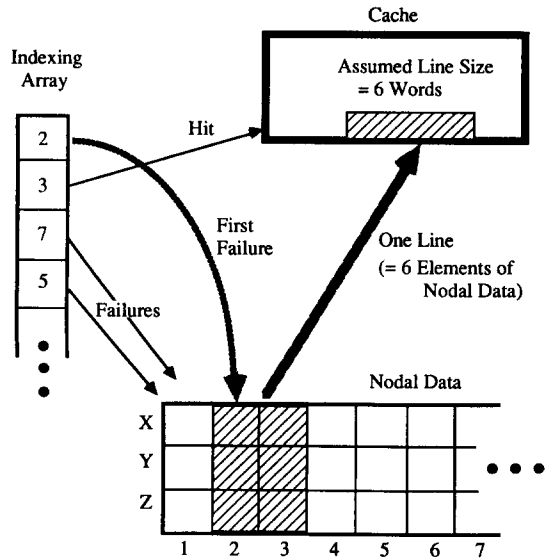 Cache
Indexing
Array
Assumed Line Size
= 6 Words
2
3
7
5
Hit
First
Failure
One Line
(= 6 Elements of
Nodal Data)
Failures
Nodal Data
X
Y
Z
1 2 3 4 5 6 7